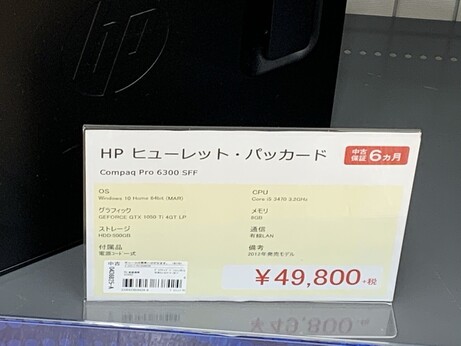 hp
HP ヒューレット・パッカード
中古
保証 6カ月
Compaq Pro 6300 SFF
OS
Windows 10 Home 64bit (MAR)
CPU
Core i5 3470 3.2GHz
グラフィック
GEFORCE GTX 1050 Ti 4GT LP
メモリ
8GB
ストレージ
HDD:500GB
通信
有線LAN
付属品
電源コード一式
備考
2012年発売モデル
中古
¥49,800+税